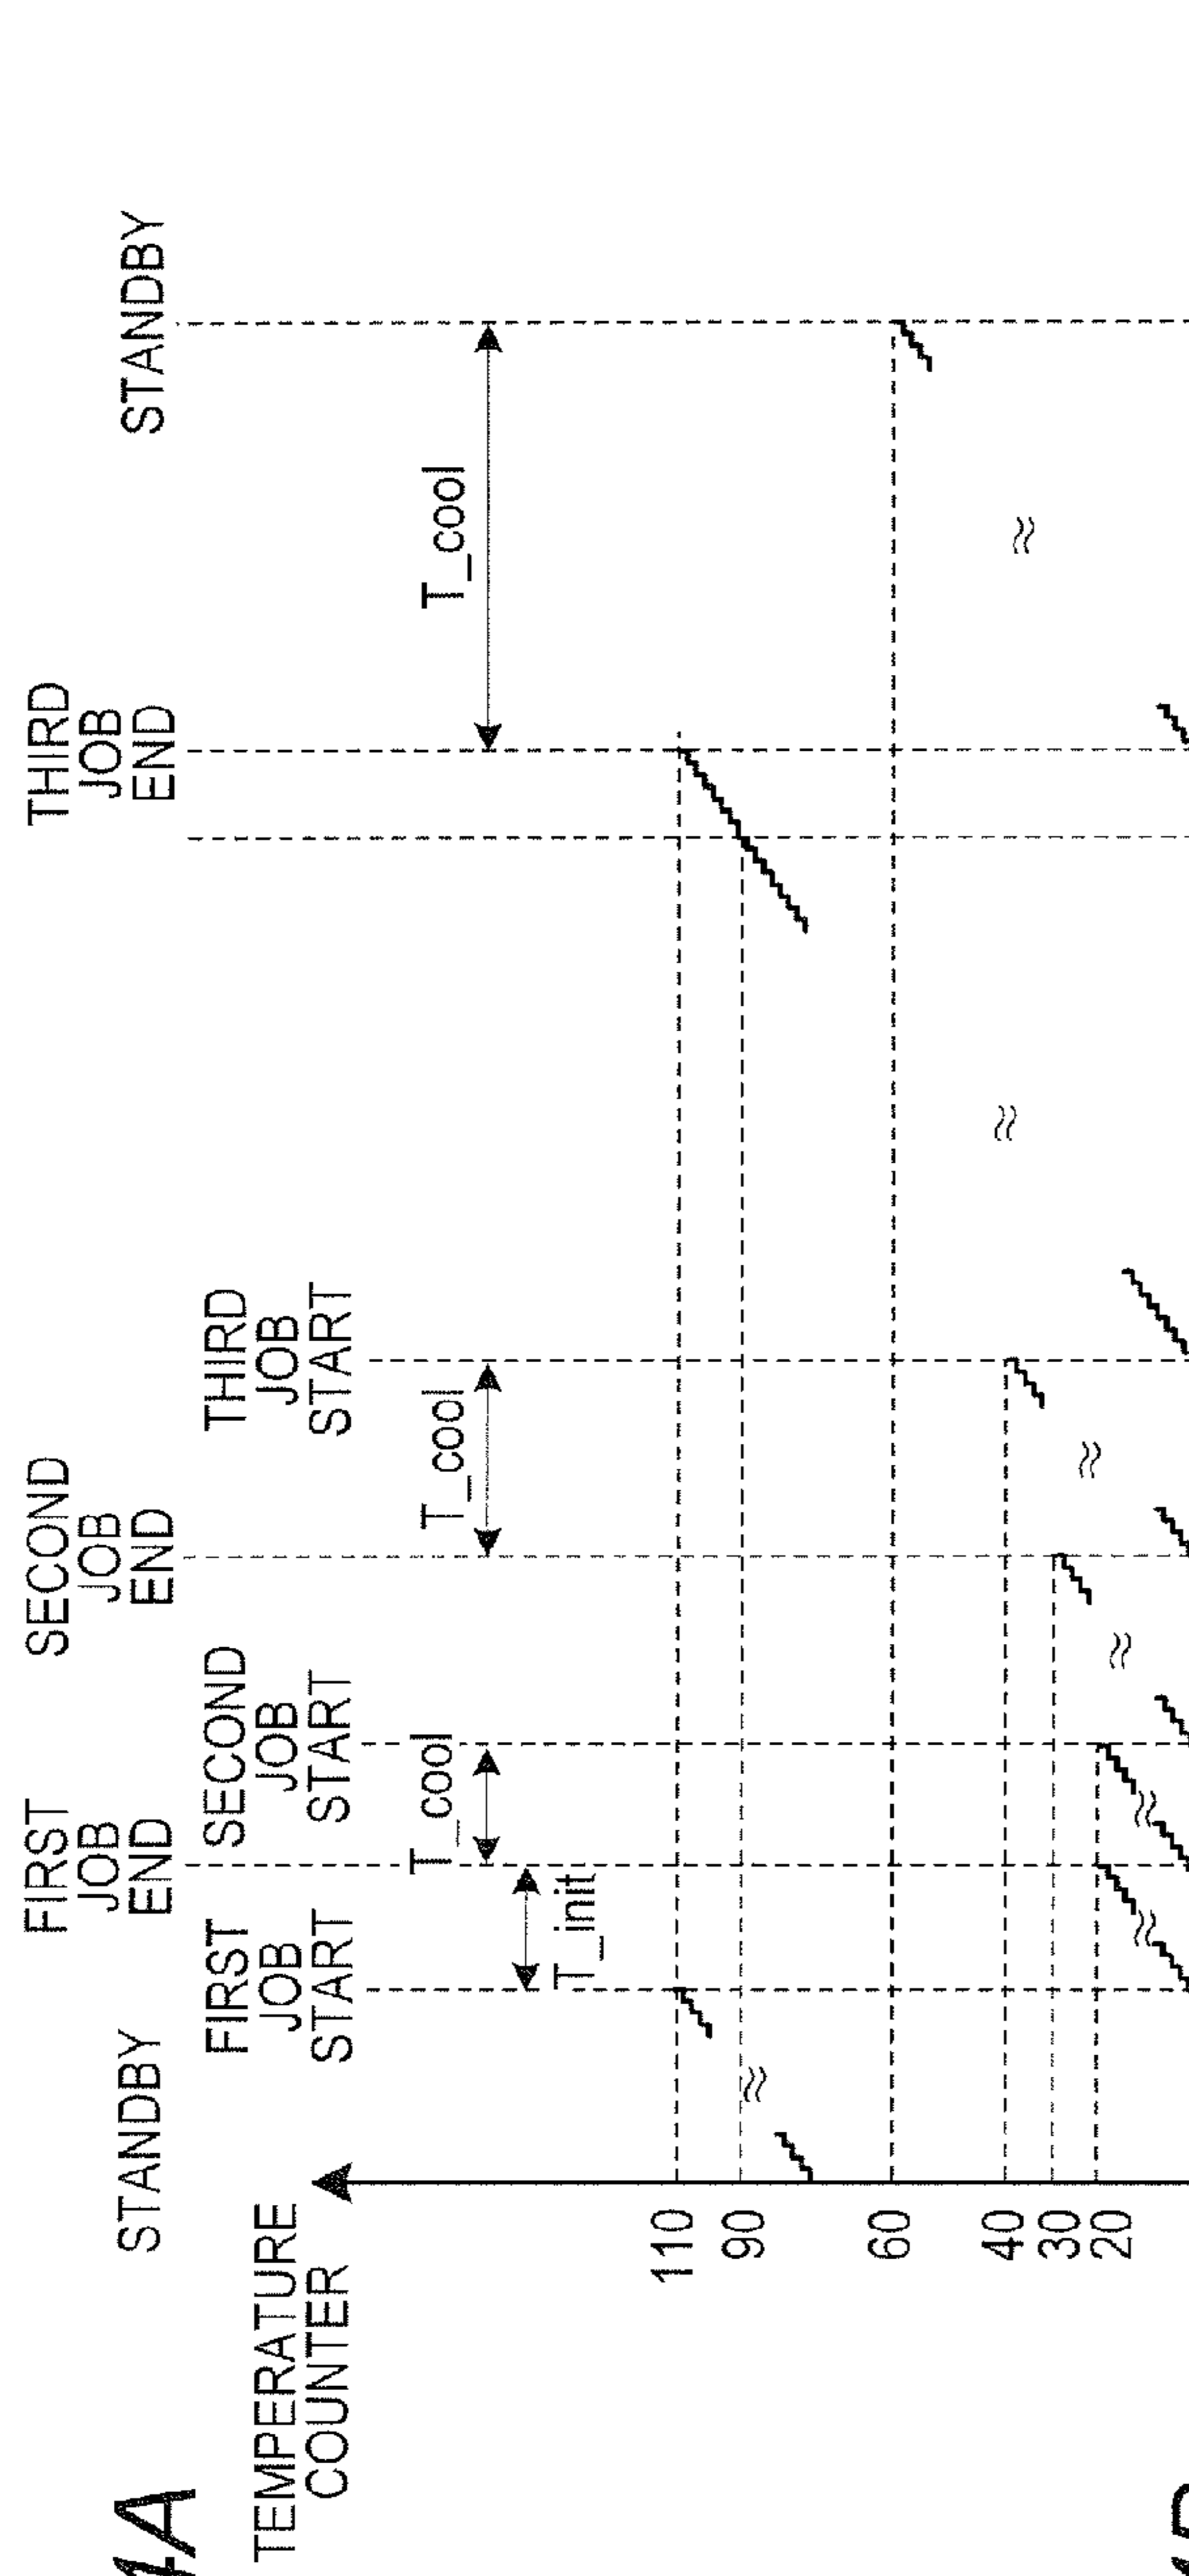 STANDBY
FIRST
JOB
START
FIRST
JOB
END
SECOND
JOB
START
SECOND
JOB
END
THIRD
JOB
START
THIRD
JOB
END
STANDBY
TEMPERATURE
COUNTER
T_init
T_cool
T_cool
T_cool
110
90
60
40
30
20